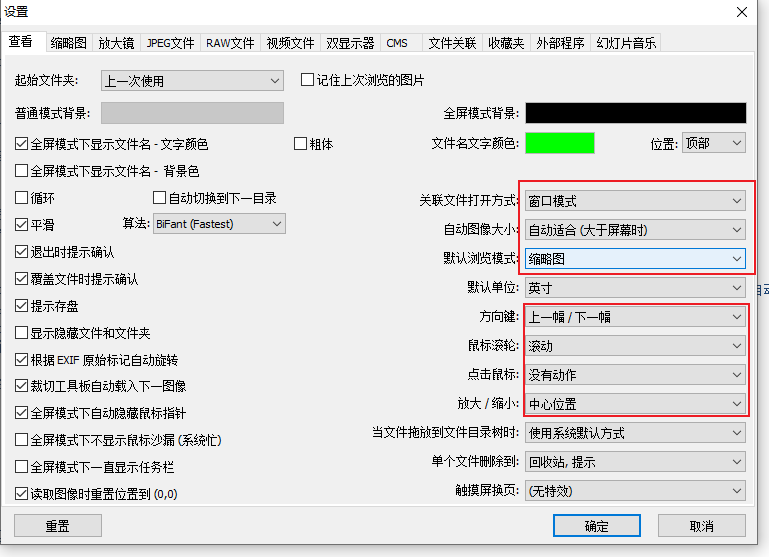 设置
查看 缩略图 放大镜 JPEG文件 RAW文件 视频文件 双显示器 CMS 文件关联 收藏夹 外部程序 幻灯片音乐
起始文件夹: 上一次使用 记住上次浏览的图片
普通模式背景: 全屏模式背景:
全屏模式下显示文件名 - 文字颜色 粗体 文件名文字颜色: 位置: 顶部
全屏模式下显示文件名 - 背景色
循环 自动切换到下一目录 关联文件打开方式: 窗口模式
平滑 算法: BiFant (Fastest) 自动图像大小: 自动适合 (大于屏幕时)
退出时提示确认 默认浏览模式: 缩略图
覆盖文件时提示确认 默认单位: 英寸
提示存盘 方向键: 上一幅 / 下一幅
显示隐藏文件和文件夹 鼠标滚轮: 滚动
根据 EXIF 原始标记自动旋转 点击鼠标: 没有动作
裁切工具板自动载入下一图像 放大 / 缩小: 中心位置
全屏模式下自动隐藏鼠标指针 当文件拖放到文件目录树时: 使用系统默认方式
全屏模式下不显示鼠标沙漏 (系统忙) 单个文件删除到: 回收站, 提示
全屏模式下一直显示任务栏 触摸屏换页: (无特效)
读取图像时重置位置到 (0,0)
重置 确定 取消